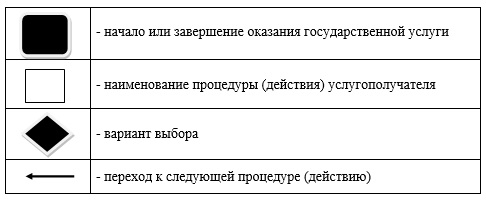 - начало или завершение оказания государственной услуги
- наименование процедуры (действия) услугополучателя
- вариант выбора
- переход к следующей процедуре (действию)